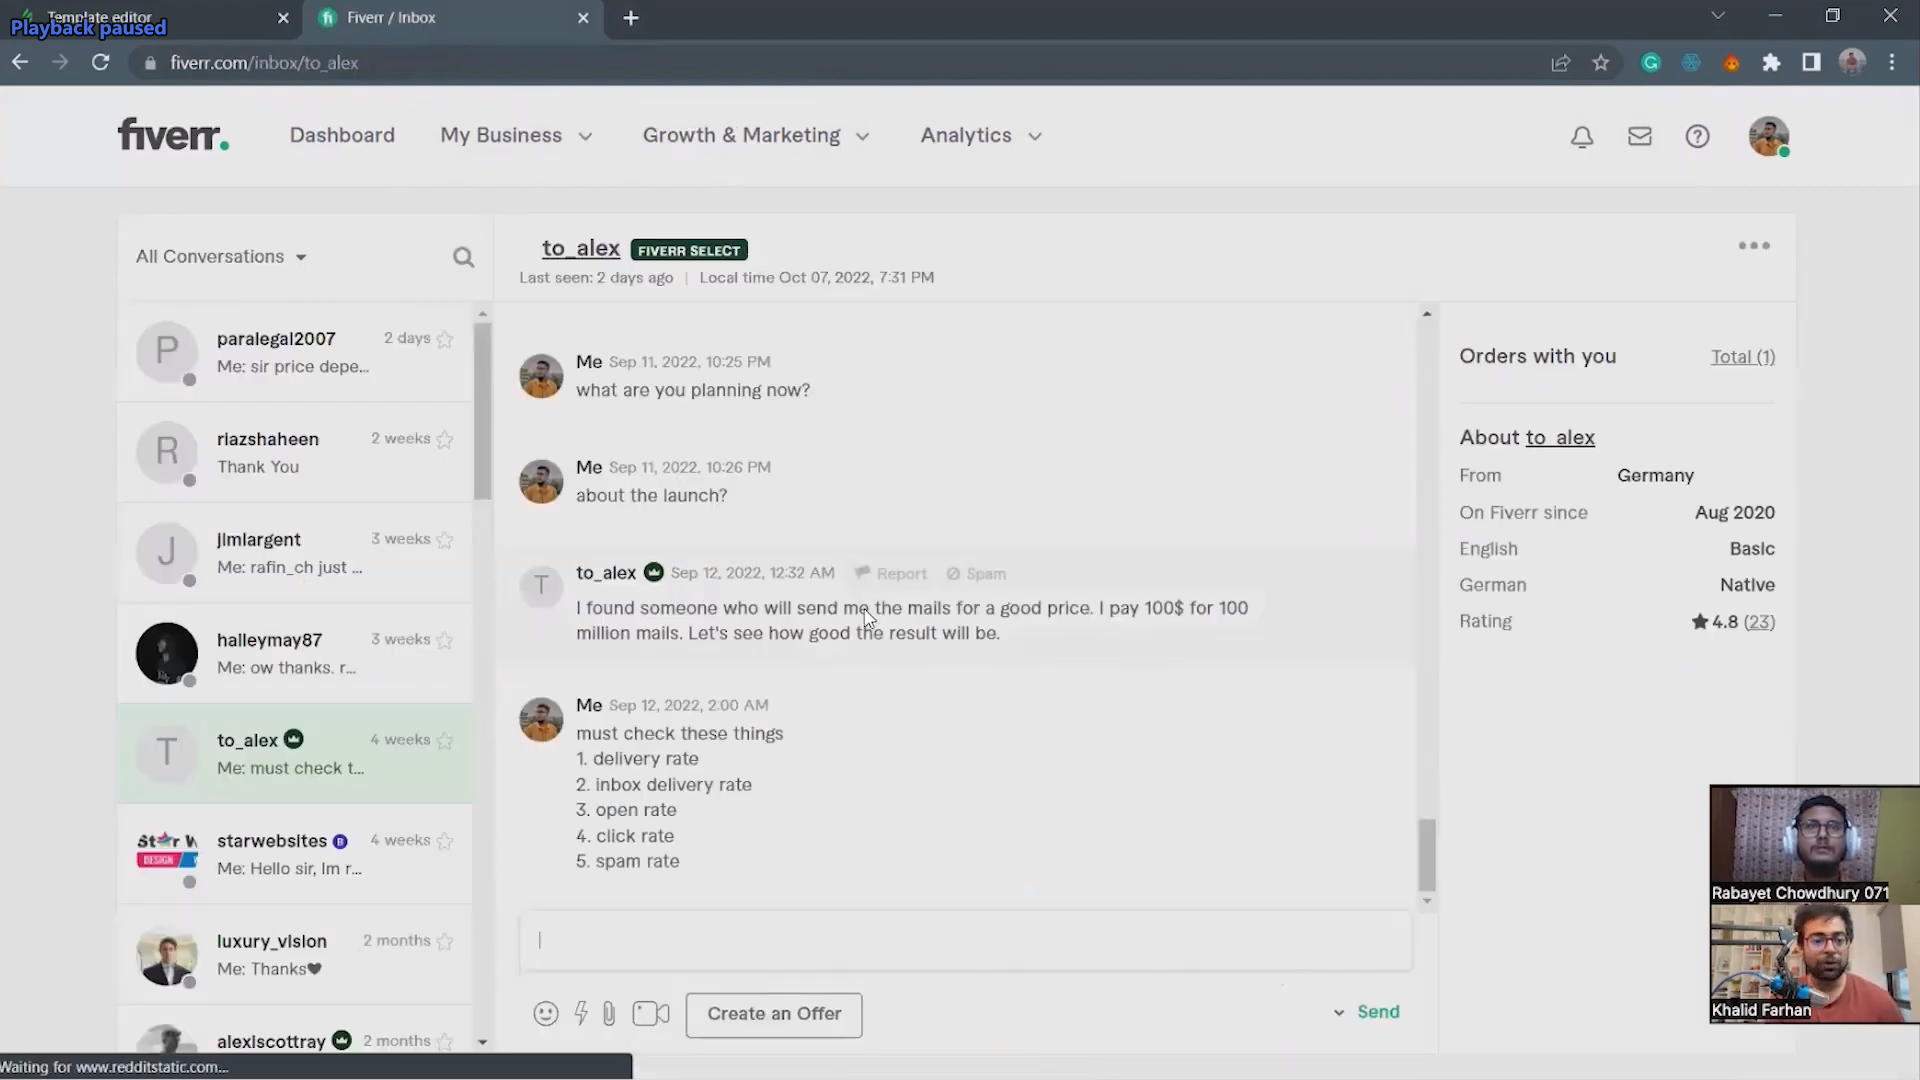 Template editor
Playback paused
Fiverr / Inbox
fiverr.com/inbox/to_alex
fiverr.
Dashboard
My Business
Growth & Marketing
Analytics
All Conversations
to_alex FIVERR SELECT
Last seen: 2 days ago | Local time Oct 07, 2022, 7:31 PM
paralegal2007 2 days
Me: sir price depe...
riazshaheen 2 weeks
Thank You
jimlargent 3 weeks
Me: rafin_ch just ...
halleymay87 3 weeks
Me: ow thanks. r...
to_alex 4 weeks
Me: must check t...
starwebsites B 4 weeks
Me: Hello sir, Im r...
luxury_vision 2 months
Me: Thanks♥
alexiscottray 2 months
Me Sep 11, 2022, 10:25 PM
what are you planning now?
Me Sep 11, 2022, 10:26 PM
about the launch?
to_alex Sep 12, 2022, 12:32 AM Report Spam
I found someone who will send me the mails for a good price. I pay 100$ for 100
million mails. Let's see how good the result will be.
Me Sep 12, 2022, 2:00 AM
must check these things
1. delivery rate
2. inbox delivery rate
3. open rate
4. click rate
5. spam rate
Create an Offer
Send
Orders with you Total (1)
About to_alex
From Germany
On Fiverr since Aug 2020
English Basic
German Native
Rating ★ 4.8 (23)
P
R
J
T
T
DESIGN
Rabayet Chowdhury 071
Khalid Farhan
Waiting for www.redditstatic.com...